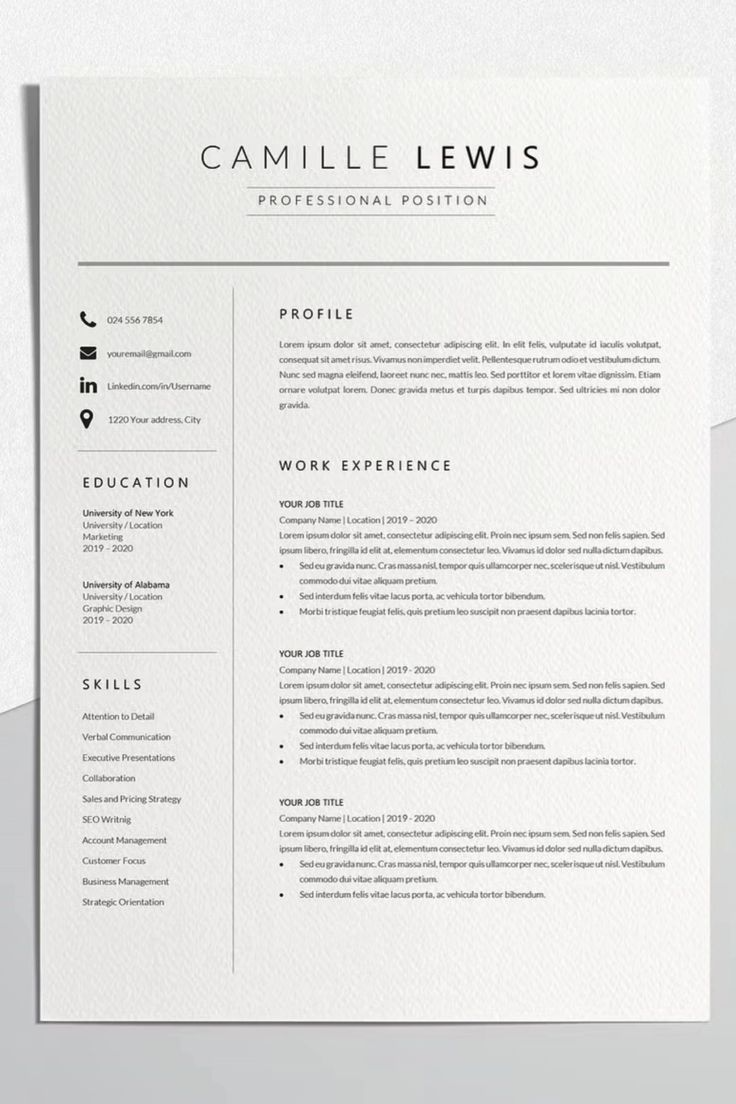 CAMILLE LEWIS
PROFESSIONAL POSITION
024 556 7854
youremail@gmail.com
in Linkedin.com/in/Username
1220 Your address, City
EDUCATION
University of New York
University / Location
Marketing
2019 - 2020
University of Alabama
University / Location
Graphic Design
2019 - 2020
SKILLS
Attention to Detail
Verbal Communication
Executive Presentations
Collaboration
Sales and Pricing Strategy
SEO Writnig
Account Management
Customer Focus
Business Management
Strategic Orientation
PROFILE
Lorem ipsum dolor sit amet, consectetur adipiscing elit. In elit felis, vulputate id iaculis volutpat,
consequat sit amet risus. Vivamus non imperdiet velit. Pellentesque rutrum odio et vestibulum dictum.
Nunc sed magna eleifend, laoreet nunc nec, mattis leo. Sed porttitor et lorem vitae dignissim. Etiam
ornare volutpat lorem. Donec gravida metus et turpis dapibus tempor. Sed ultricies mi non dolor
gravida.
WORK EXPERIENCE
YOUR JOB TITLE
Company Name | Location | 2019 – 2020
Lorem ipsum dolor sit amet, consectetur adipiscing elit. Proin nec ipsum sem. Sed non felis sapien. Sed
ipsum libero, fringilla id elit at, elementum consectetur leo. Vivamus id dolor sed nulla dictum dapibus.
• Sed eu gravida nunc. Cras massa nisl, tempor quis ullamcorper nec, scelerisque ut nisl. Vestibulum
commodo dui vitae aliquam pretium.
• Sed interdum felis vitae lacus porta, ac vehicula tortor bibendum.
• Morbi tristique feugiat felis, quis pretium leo suscipit non praesent dapibus lacinia tortor.
YOUR JOB TITLE
Company Name | Location | 2019 - 2020
Lorem ipsum dolor sit amet, consectetur adipiscing elit. Proin nec ipsum sem. Sed non felis sapien. Sed
ipsum libero, fringilla id elit at, elementum consectetur leo. Vivamus id dolor sed nulla dictum dapibus.
• Sed eu gravida nunc. Cras massa nisl, tempor quis ullamcorper nec, scelerisque ut nisl. Vestibulum
commodo dui vitae aliquam pretium.
• Sed interdum felis vitae lacus porta, ac vehicula tortor bibendum.
• Morbi tristique feugiat felis, quis pretium leo suscipit non praesent dapibus lacinia tortor.
YOUR JOB TITLE
Company Name | Location | 2019 - 2020
Lorem ipsum dolor sit amet, consectetur adipiscing elit. Proin nec ipsum sem. Sed non felis sapien. Sed
ipsum libero, fringilla id elit at, elementum consectetur leo. Vivamus id dolor sed nulla dictum dapibus.
• Sed eu gravida nunc. Cras massa nisl, tempor quis ullamcorper nec, scelerisque ut nisl. Vestibulum
commodo dui vitae aliquam pretium.
• Sed interdum felis vitae lacus porta, ac vehicula tortor bibendum.